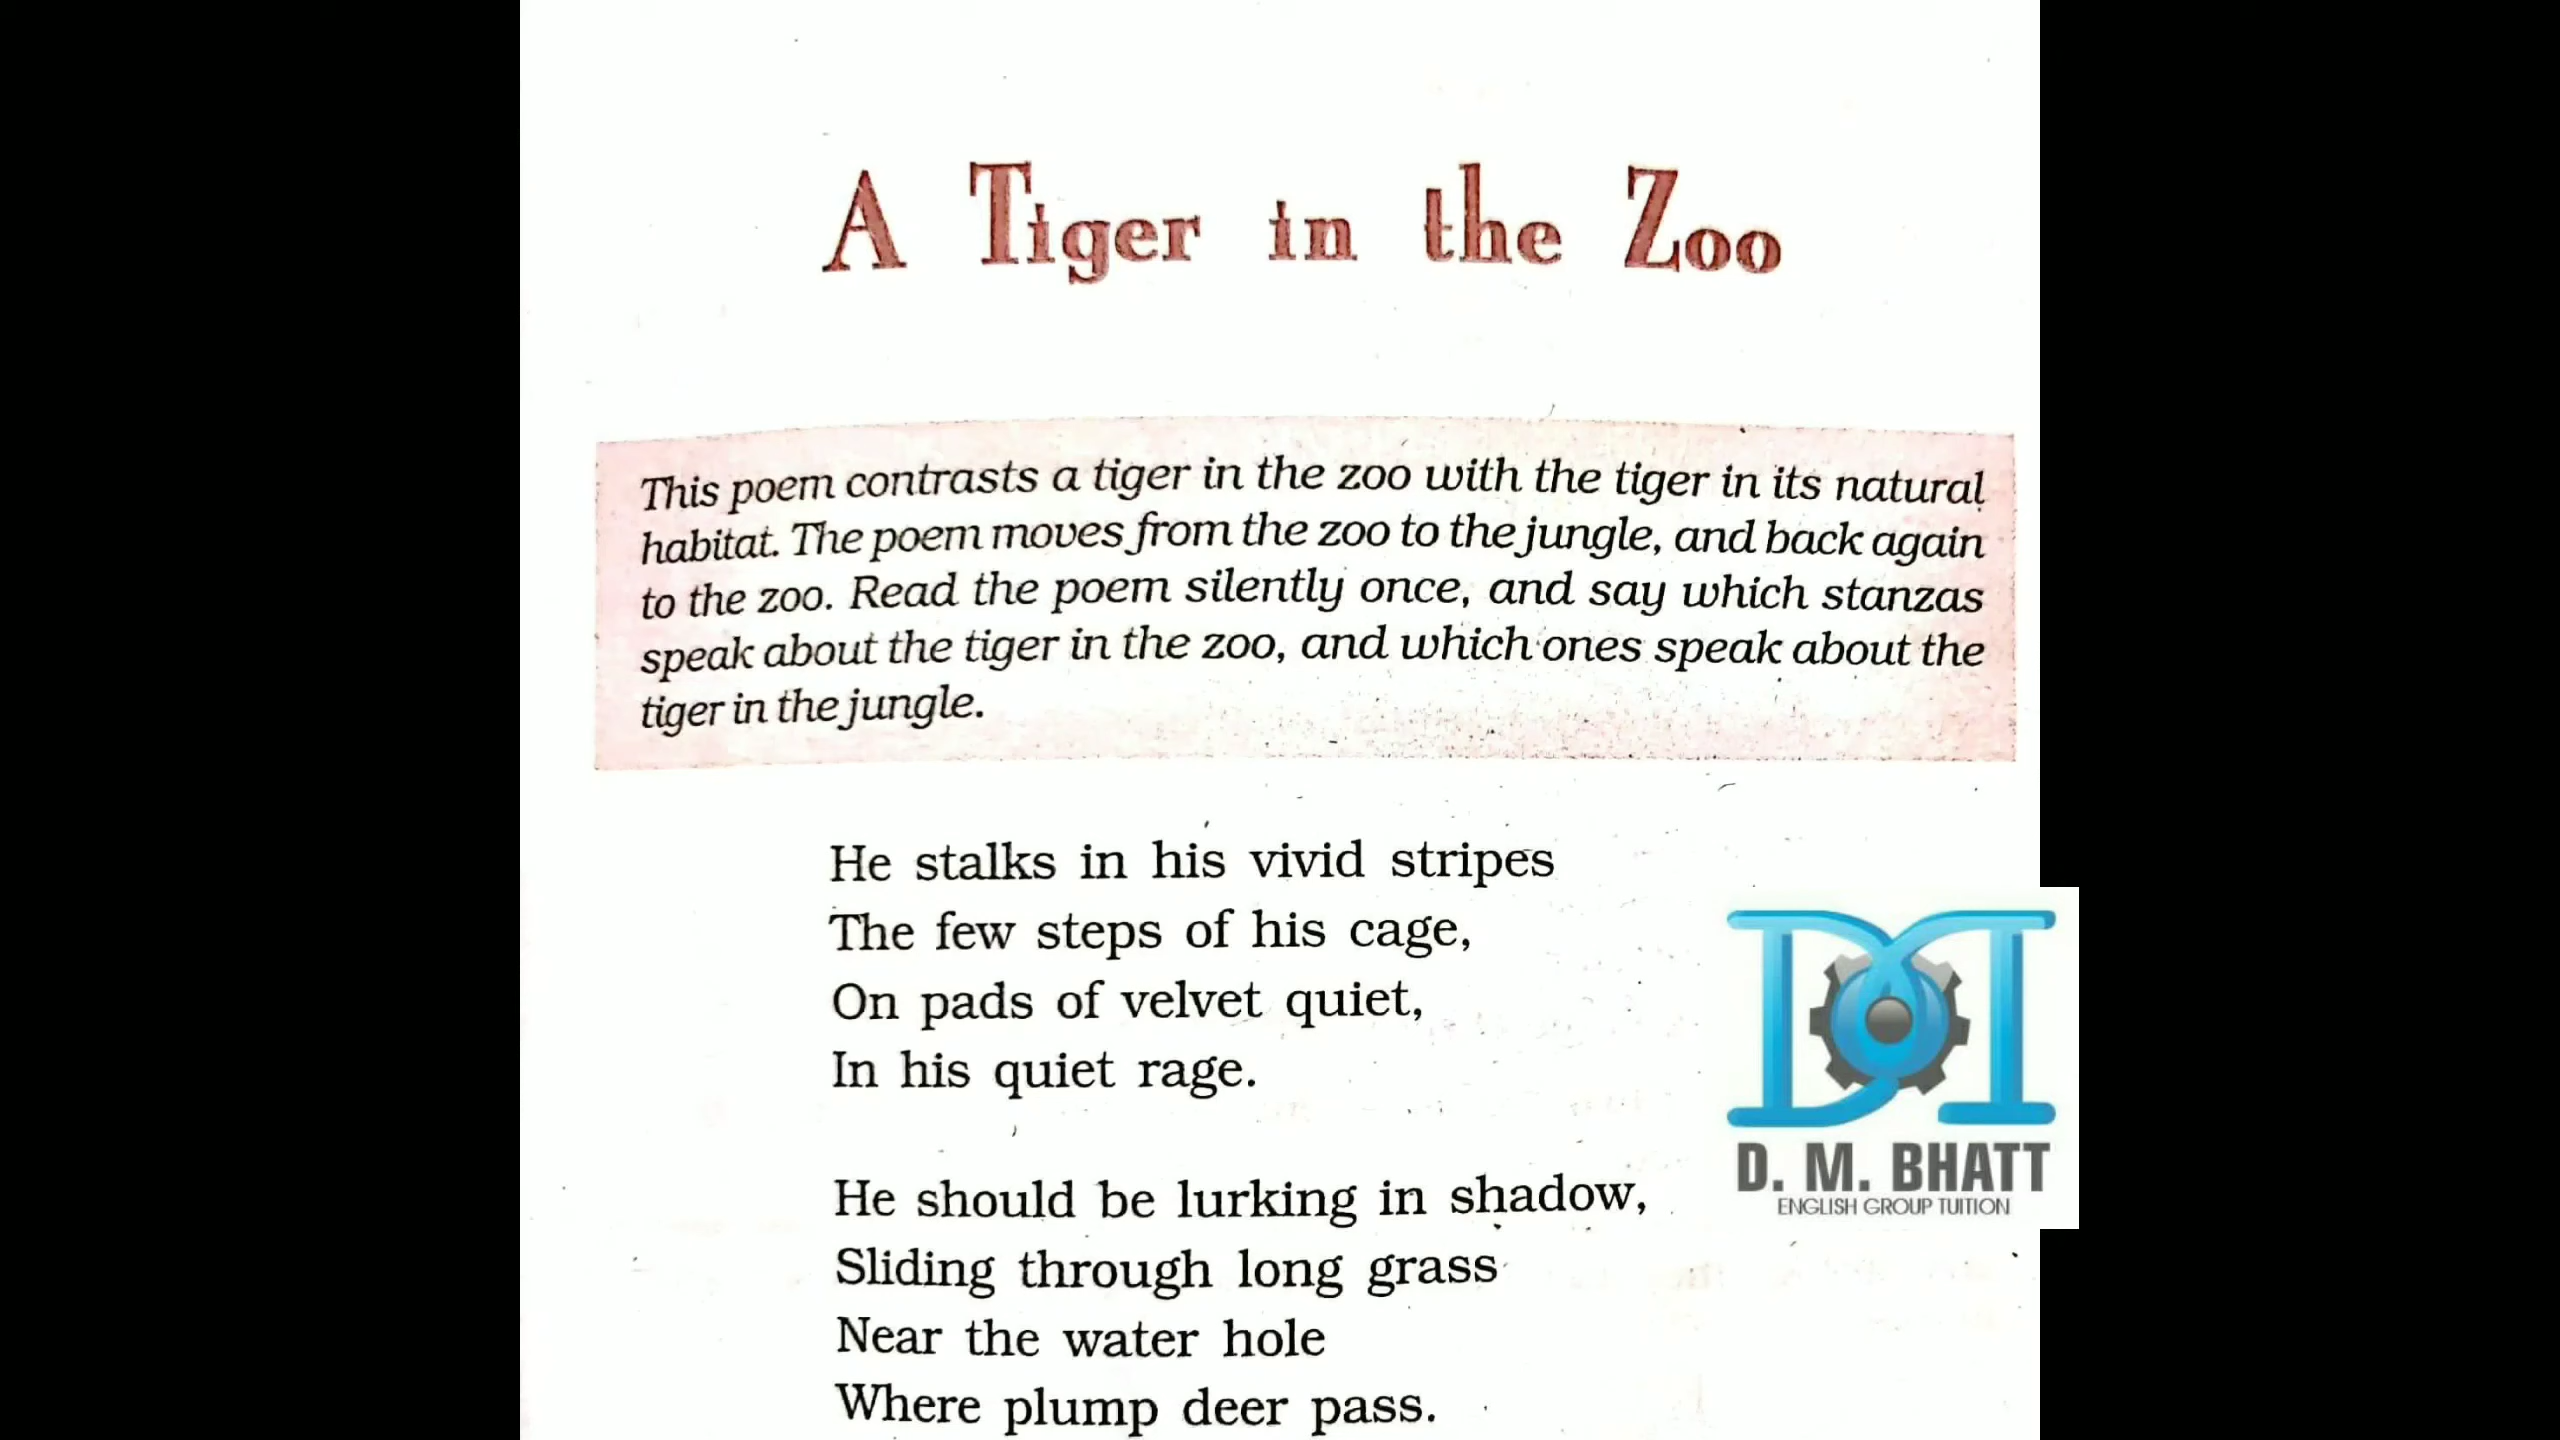 A Tiger in the Zoo
This poem contrasts a tiger in the zoo with the tiger in its natural
habitat. The poem moves from the zoo to the jungle, and back again
to the zoo. Read the poem silently once, and say which stanzas
speak about the tiger in the zoo, and which ones speak about the
tiger in the jungle.
He stalks in his vivid stripes
The few steps of his cage,
On pads of velvet quiet,
In his quiet rage.
He should be lurking in shadow,
Sliding through long grass
Near the water hole
Where plump deer pass.
D. M. BHATT
ENGLISH GROUP TUITION